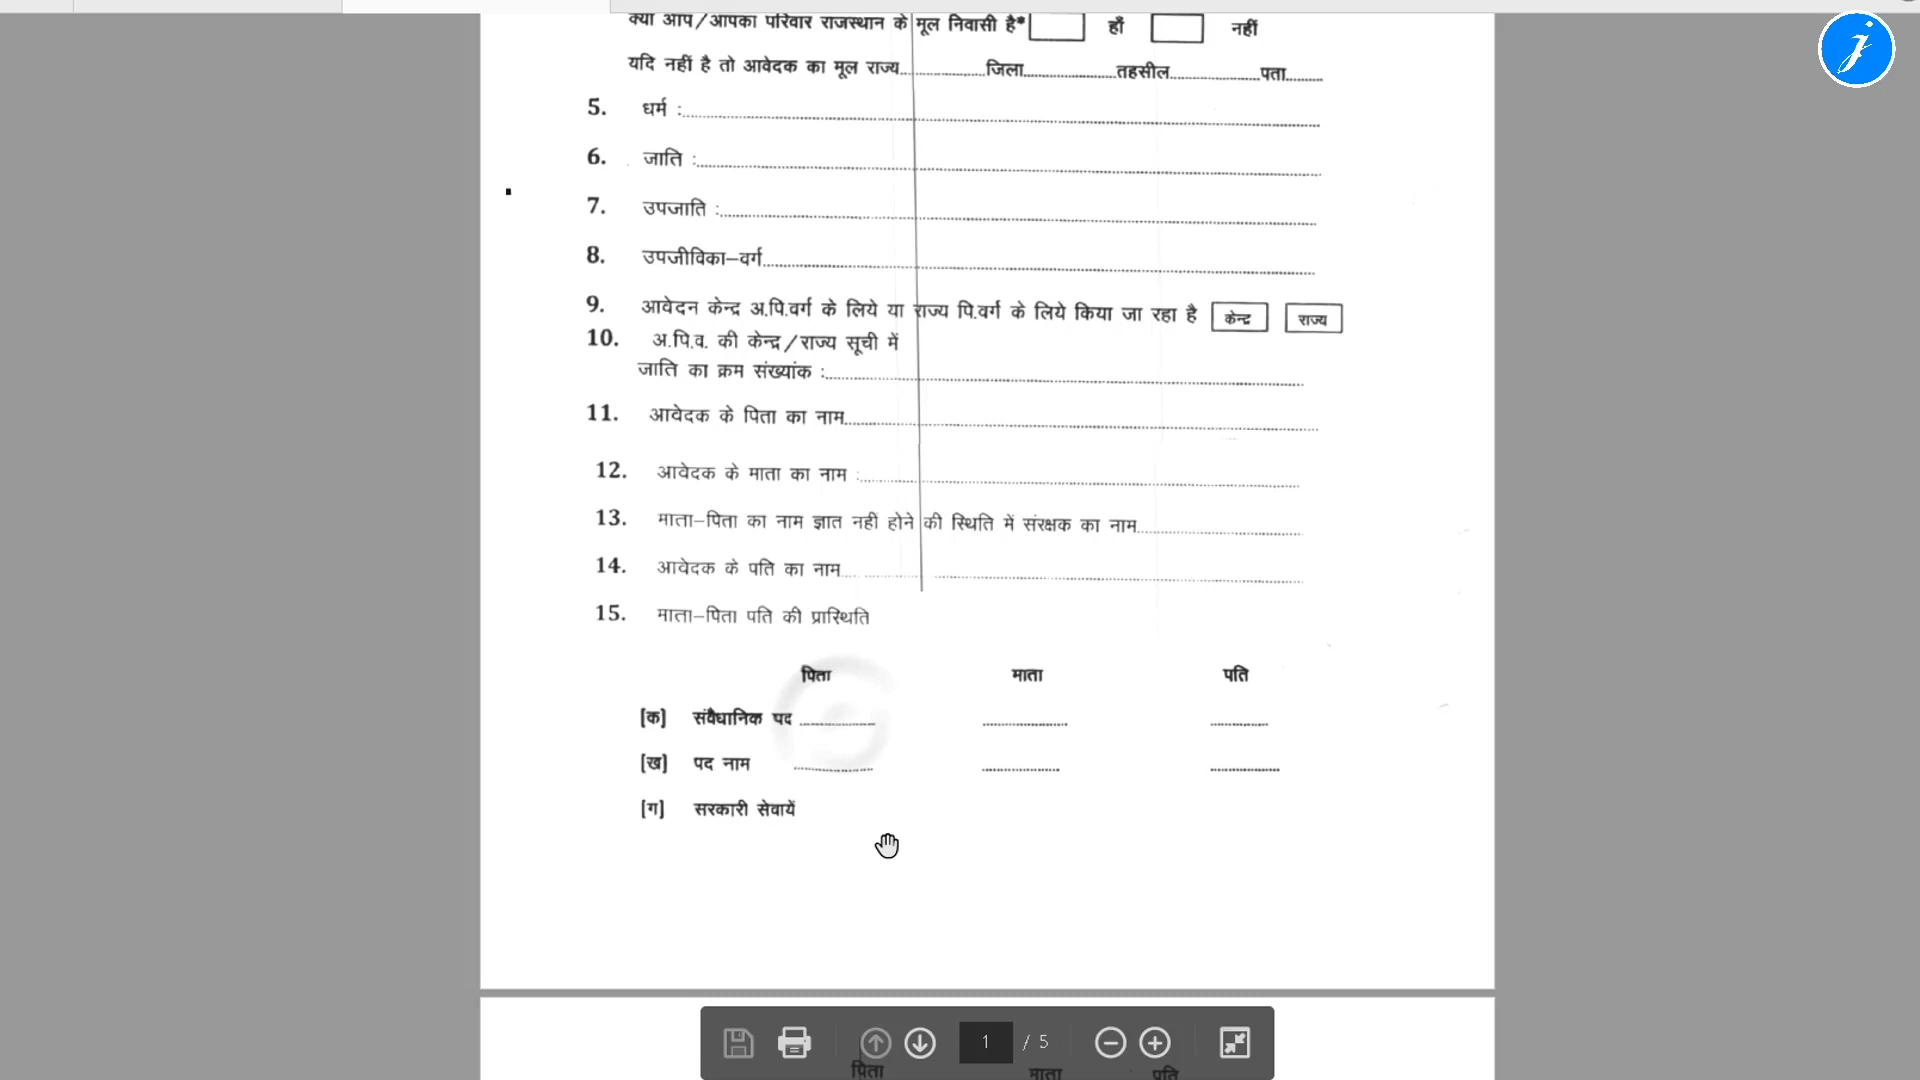 क्या आप/आपका परिवार राजस्थान के मूल निवासी है* हाँ नहीं
यदि नहीं है तो आवेदक का मूल राज्य..................जिला....................तहसील....................पता.........
5. धर्म :....................
6. जाति :....................
7. उपजाति :....................
8. उपजीविका–वर्ग....................
9. आवेदन केन्द्र अ.पि.वर्ग के लिये या राज्य पि.वर्ग के लिये किया जा रहा है केन्द्र राज्य
10. अ.पि.व. की केन्द्र/राज्य सूची में
जाति का क्रम संख्यांक :....................
11. आवेदक के पिता का नाम....................
12. आवेदक के माता का नाम :....................
13. माता–पिता का नाम ज्ञात नहीं होने की स्थिति में संरक्षक का नाम....................
14. आवेदक के पति का नाम....................
15. माता–पिता पति की प्रास्थिति
पिता माता पति
[क] संवैधानिक पद .................... .................... ....................
[ख] पद नाम .................... .................... ....................
[ग] सरकारी सेवायें
1 / 5
पिता माता पति